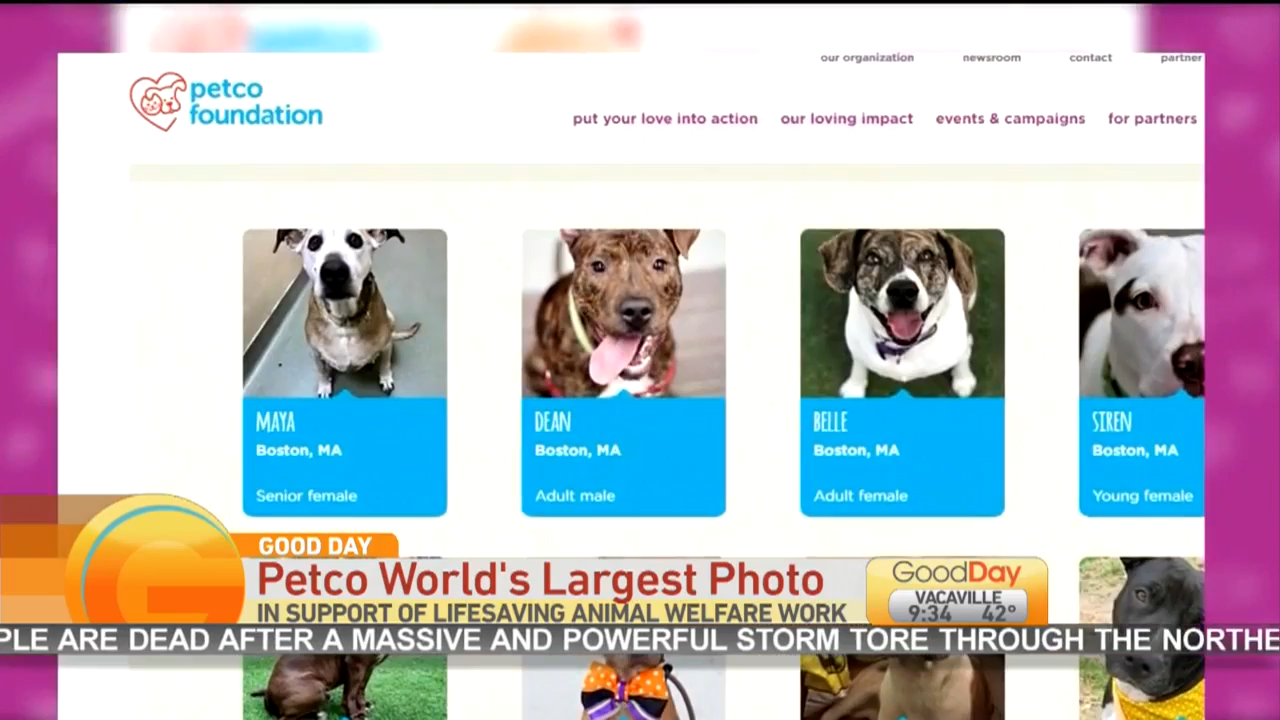 our organization newsroom contact partner
petco
foundation
put your love into action our loving impact events & campaigns for partners
MAYA
Boston, MA
Senior female
DEAN
Boston, MA
Adult male
BELLE
Boston, MA
Adult female
SIREN
Boston, MA
Young female
GOOD DAY
Petco World's Largest Photo
IN SUPPORT OF LIFESAVING ANIMAL WELFARE WORK
GoodDay
VACAVILLE
9:34 42°
PLE ARE DEAD AFTER A MASSIVE AND POWERFUL STORM TORE THROUGH THE NORTHE